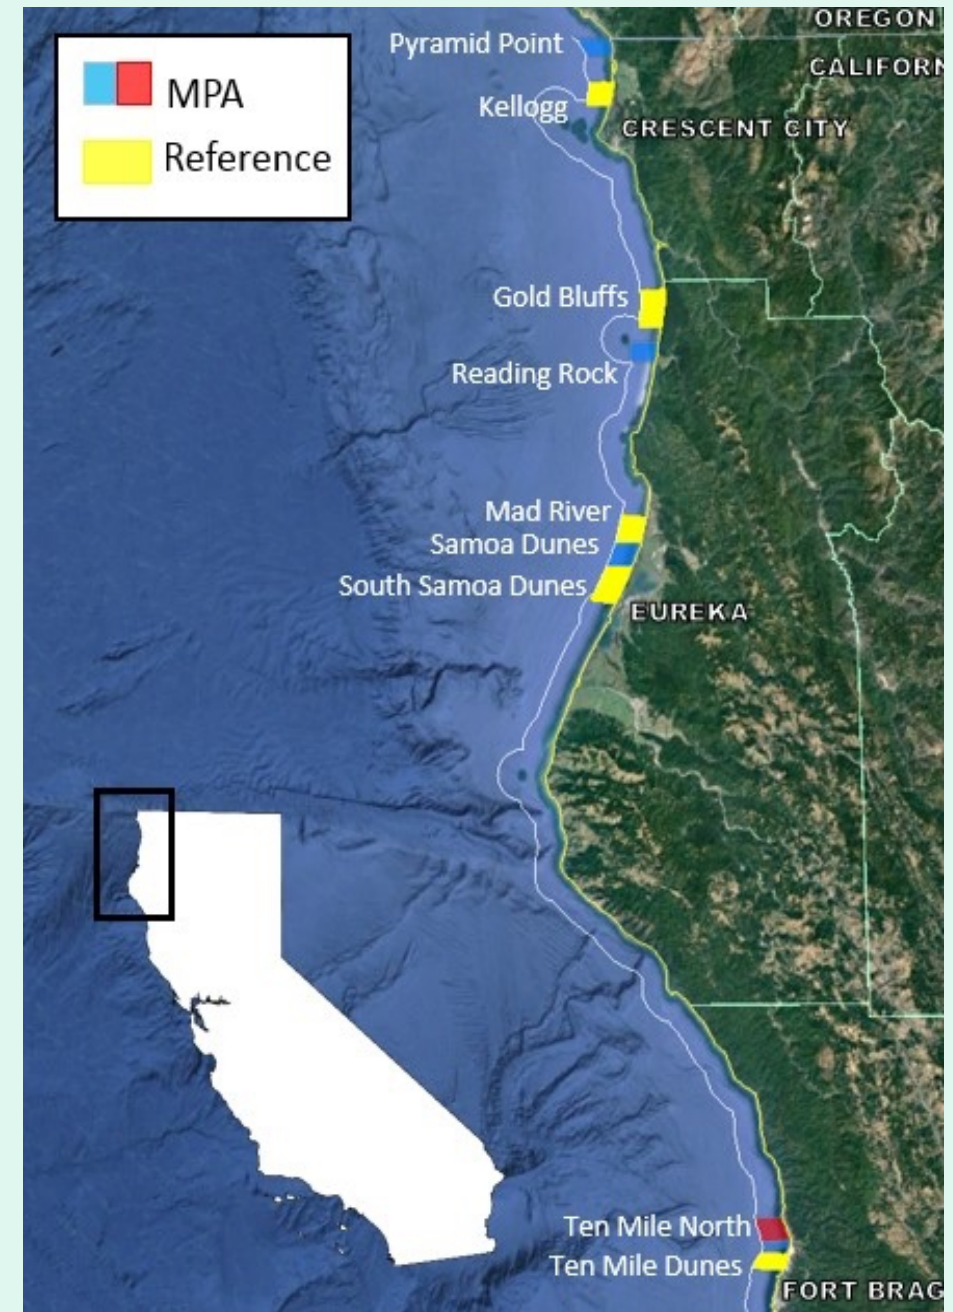 OREGON
Pyramid Point
CALIFORN
MPA
Kellogg
CRESCENT CITY
Reference
Gold Bluffs
Reading Rock
Mad River
Samoa Dunes
South Samoa Dunes
EUREKA
Ten Mile North
Ten Mile Dunes
FORT BRAG